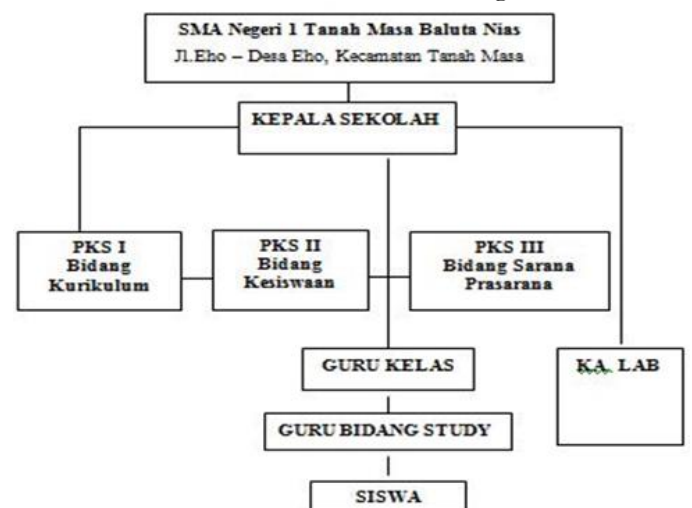 SMA Negeri 1 Tanah Masa Baluta Nias
Jl.Eho – Desa Eho, Kecamatan Tanah Masa
KEPALA SEKOLAH
PKS I
Bidang
Kurikulum
PKS II
Bidang
Kesiswaan
PKS III
Bidang Sarana
Prasarana
GURU KELAS
KA. LAB
GURU BIDANG STUDY
SISWA